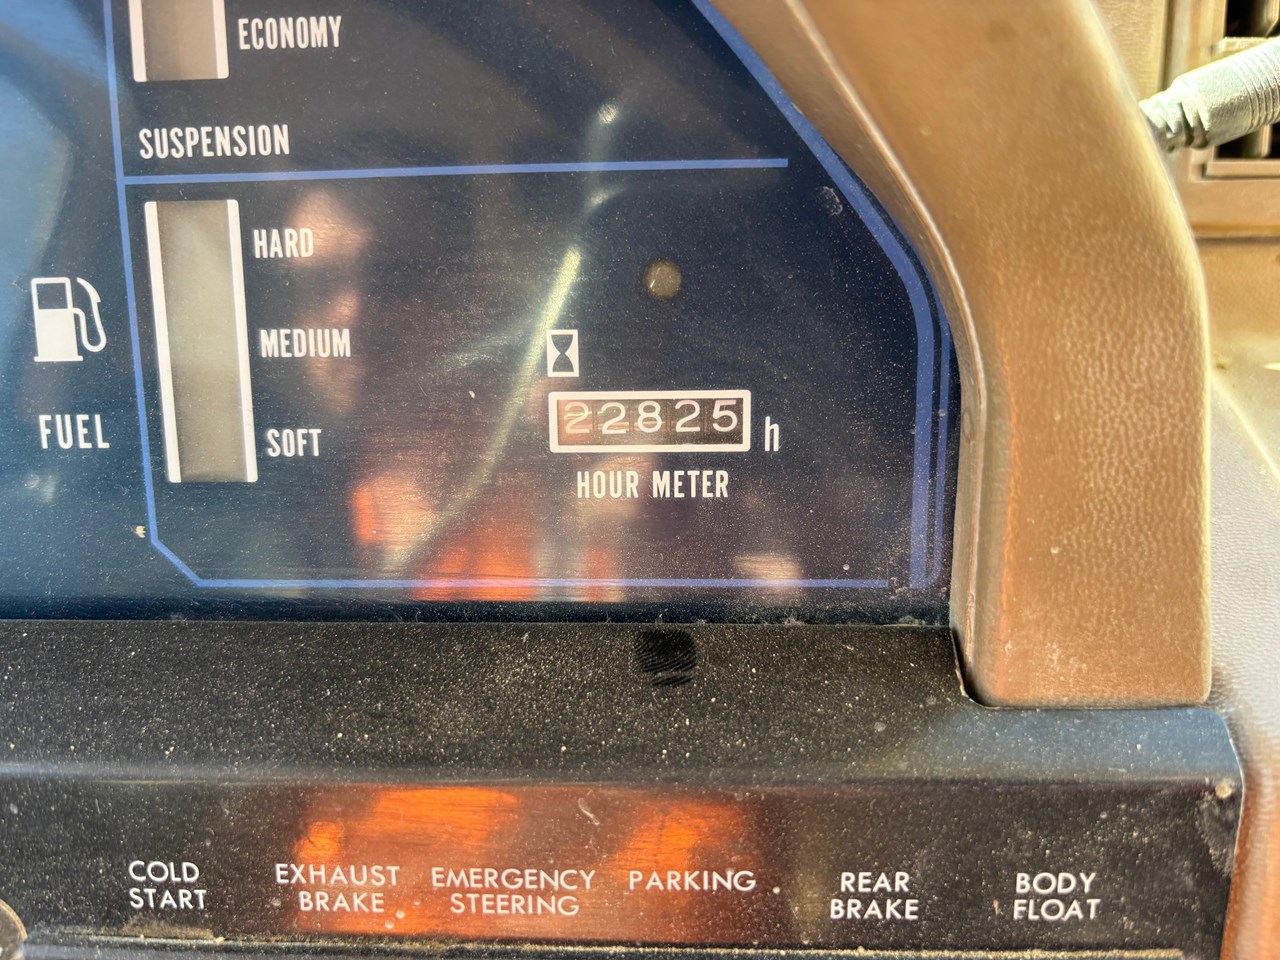 ECONOMY
SUSPENSION
HARD
MEDIUM
SOFT
FUEL
22825 h
HOUR METER
COLD
START
EXHAUST
BRAKE
EMERGENCY
STEERING
PARKING
REAR
BRAKE
BODY
FLOAT